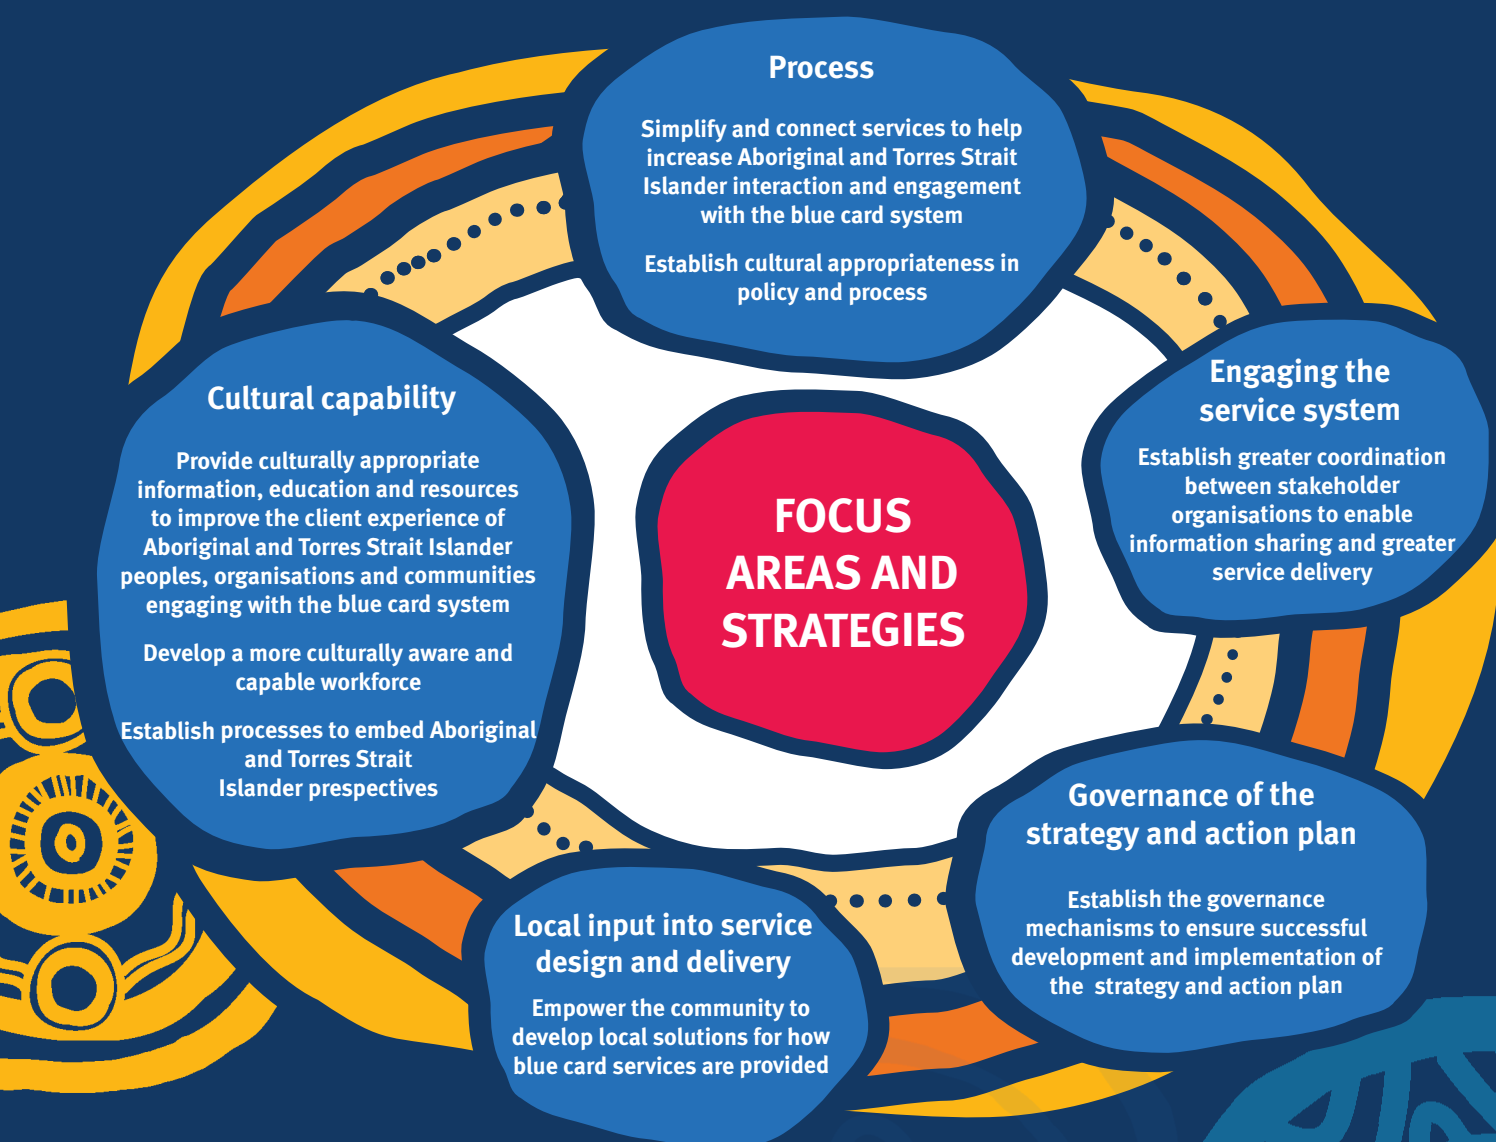 Process
Simplify and connect services to help
increase Aboriginal and Torres Strait
Islander interaction and engagement
with the blue card system
Establish cultural appropriateness in
policy and process
Engaging the
service system
Establish greater coordination
between stakeholder
organisations to enable
information sharing and greater
service delivery
Cultural capability
Provide culturally appropriate
information, education and resources
to improve the client experience of
Aboriginal and Torres Strait Islander
peoples, organisations and communities
engaging with the blue card system
Develop a more culturally aware and
capable workforce
Establish processes to embed Aboriginal
and Torres Strait
Islander prespectives
FOCUS
AREAS AND
STRATEGIES
Governance of the
strategy and action plan
Establish the governance
mechanisms to ensure successful
development and implementation of
the strategy and action plan
Local input into service
design and delivery
Empower the community to
develop local solutions for how
blue card services are provided